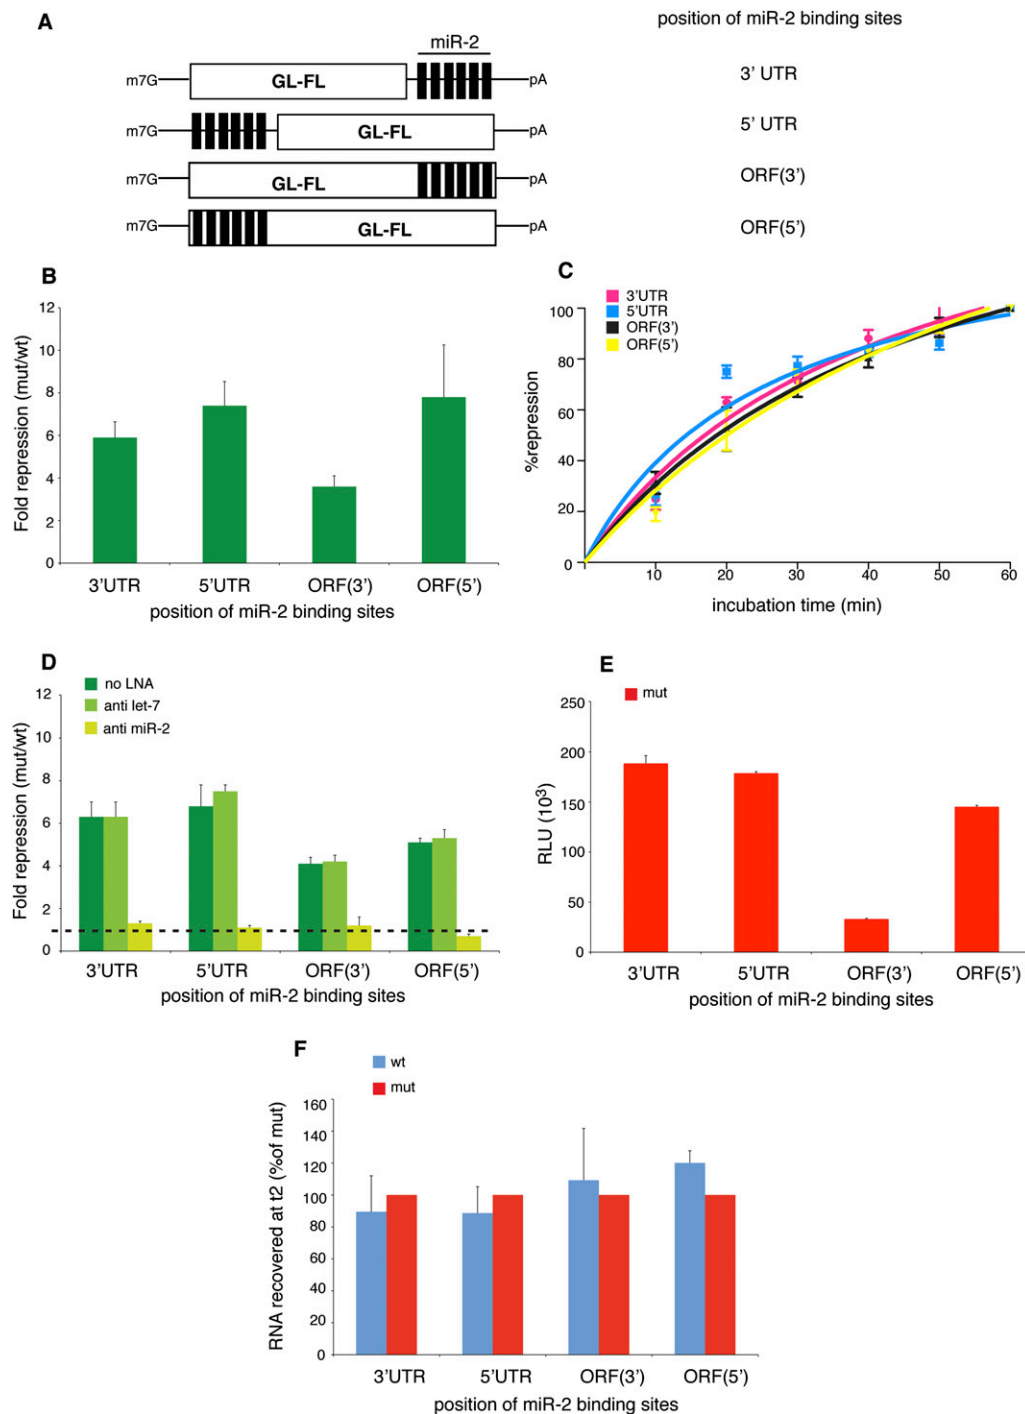 A
position of miR-2 binding sites
miR-2
m7G GL-FL pA
3' UTR
m7G GL-FL pA
5' UTR
m7G GL-FL pA
ORF(3')
m7G GL-FL pA
ORF(5')
B
12
10
8
6
4
2
0
Fold repression (mut/wt)
3'UTR 5'UTR ORF(3') ORF(5')
position of miR-2 binding sites
C
3'UTR
5'UTR
ORF(3')
ORF(5')
100
80
60
40
20
0
%repression
10 20 30 40 50 60
incubation time (min)
D
no LNA
anti let-7
anti miR-2
12
10
8
6
4
2
0
Fold repression (mut/wt)
3'UTR 5'UTR ORF(3') ORF(5')
position of miR-2 binding sites
E
mut
250
200
150
100
50
0
RLU (10³)
3'UTR 5'UTR ORF(3') ORF(5')
position of miR-2 binding sites
F
wt
mut
160
140
120
100
80
60
40
20
0
RNA recovered at t2 (%of mut)
3'UTR 5'UTR ORF(3') ORF(5')
position of miR-2 binding sites